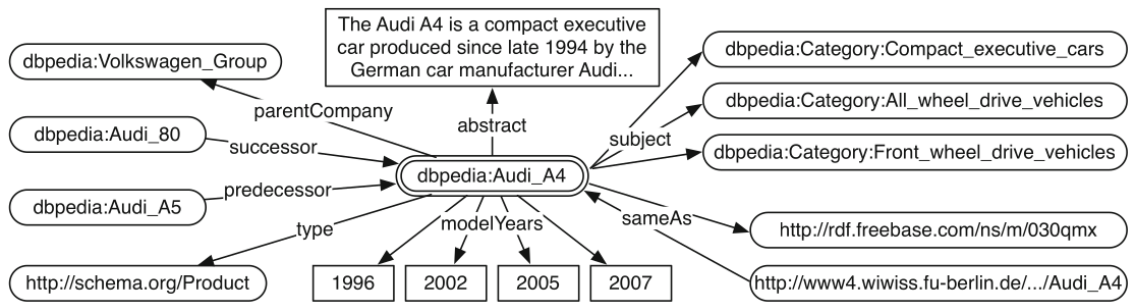 The Audi A4 is a compact executive
car produced since late 1994 by the
German car manufacturer Audi...
dbpedia:Volkswagen_Group
dbpedia:Category:Compact_executive_cars
parentCompany
abstract
dbpedia:Category:All_wheel_drive_vehicles
dbpedia:Audi_80
successor
subject
dbpedia:Category:Front_wheel_drive_vehicles
dbpedia:Audi_A4
predecessor
dbpedia:Audi_A5
type
modelYears
sameAs
http://rdf.freebase.com/ns/m/030qmx
http://schema.org/Product
1996
2002
2005
2007
http://www4.wiwiss.fu-berlin.de/.../Audi_A4